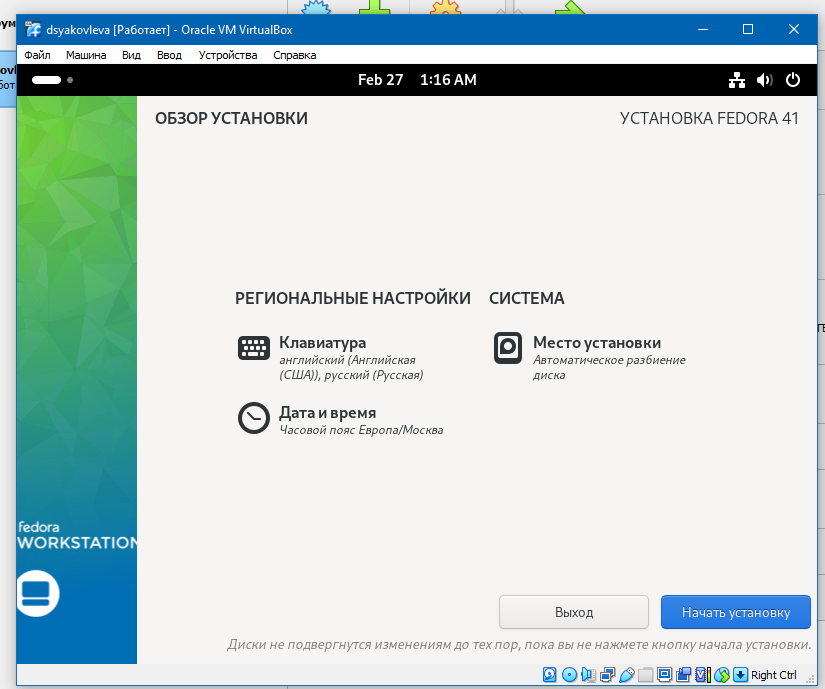 dsyakovleva [Работает] - Oracle VM VirtualBox
Файл Машина Вид Ввод Устройства Справка
Feb 27 1:16 AM
ОБЗОР УСТАНОВКИ
УСТАНОВКА FEDORA 41
РЕГИОНАЛЬНЫЕ НАСТРОЙКИ
СИСТЕМА
Клавиатура
английский (Английская
(США)), русский (Русская)
Место установки
Автоматическое разбиение
диска
Дата и время
Часовой пояс Европа/Москва
fedora
WORKSTATION
Выход
Начать установку
Диски не подвергнутся изменениям до тех пор, пока вы не нажмете кнопку начала установки.
Right Ctrl